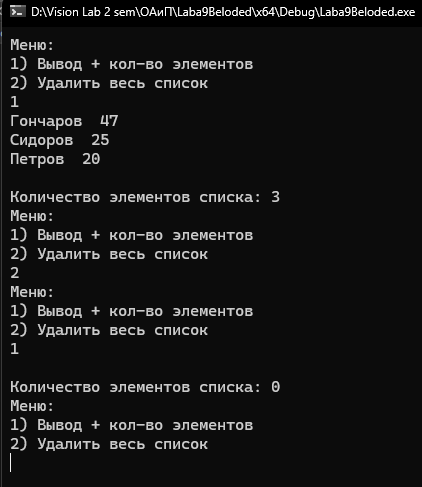 D:\Vision Lab 2 sem\ОАиП\Laba9Beloded\x64\Debug\Laba9Beloded.exe
Меню:
1) Вывод + кол-во элементов
2) Удалить весь список
1
Гончаров  47
Сидоров  25
Петров  20
Количество элементов списка: 3
Меню:
1) Вывод + кол-во элементов
2) Удалить весь список
2
Меню:
1) Вывод + кол-во элементов
2) Удалить весь список
1
Количество элементов списка: 0
Меню:
1) Вывод + кол-во элементов
2) Удалить весь список